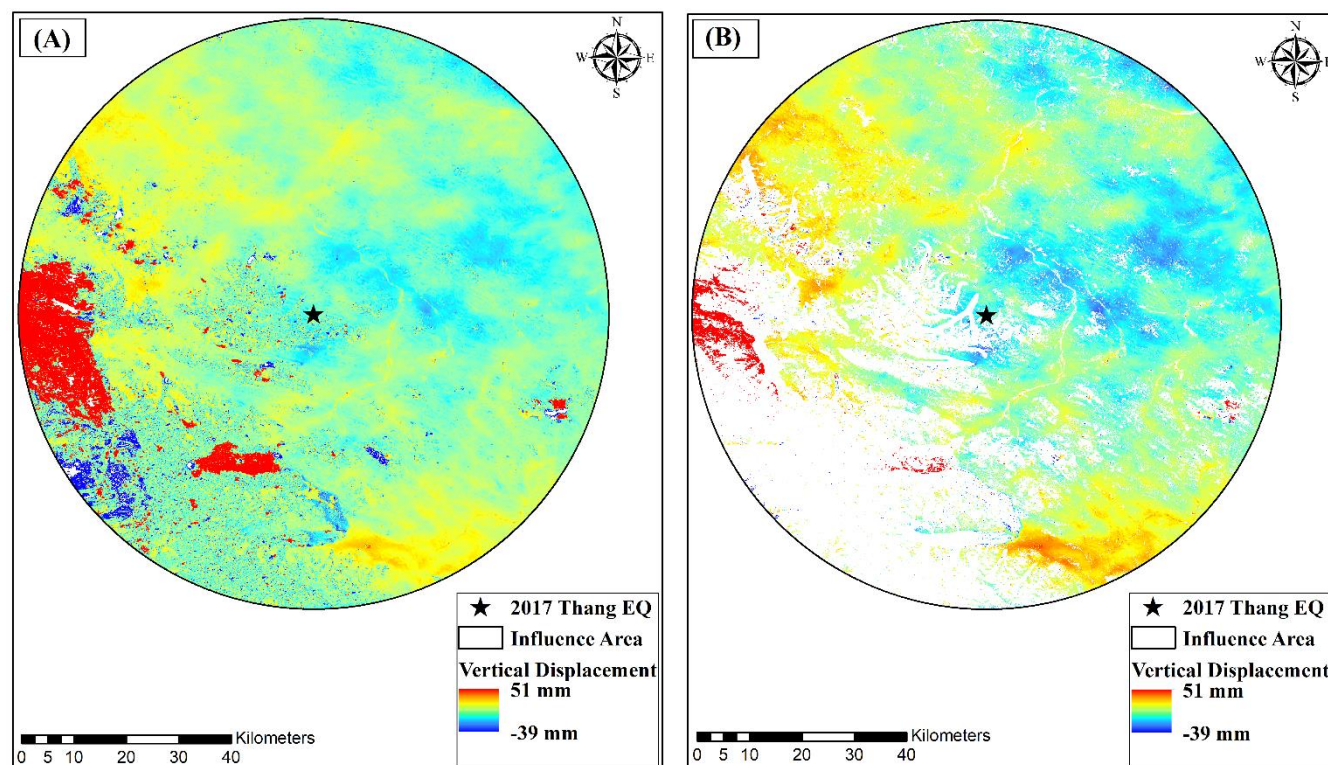 (A)
N
W E
S
★ 2017 Thang EQ
Influence Area
Vertical Displacement
51 mm
-39 mm
0 5 10 20 30 40 Kilometers
(B)
N
W E
S
★ 2017 Thang EQ
Influence Area
Vertical Displacement
51 mm
-39 mm
0 5 10 20 30 40 Kilometers